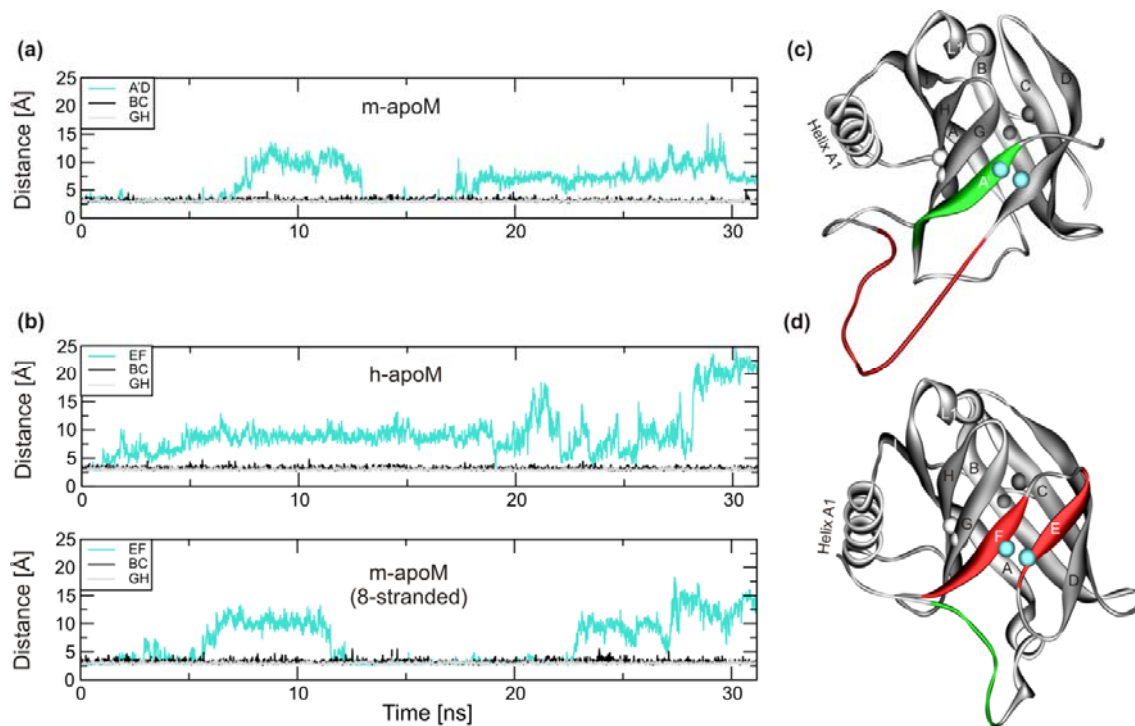 (a)
25
20
15
10
5
0
Distance [Å]
A'D
BC
GH
m-apoM
0
10
20
30
(b)
25
20
15
10
5
0
Distance [Å]
EF
BC
GH
h-apoM
0
10
20
30
25
20
15
10
5
0
Distance [Å]
EF
BC
GH
m-apoM
(8-stranded)
0
10
20
30
Time [ns]
(c)
L1
B
D
C
I
H
A
G
Helix A1
(d)
L1
B
H
C
G
E
F
A
D
Helix A1